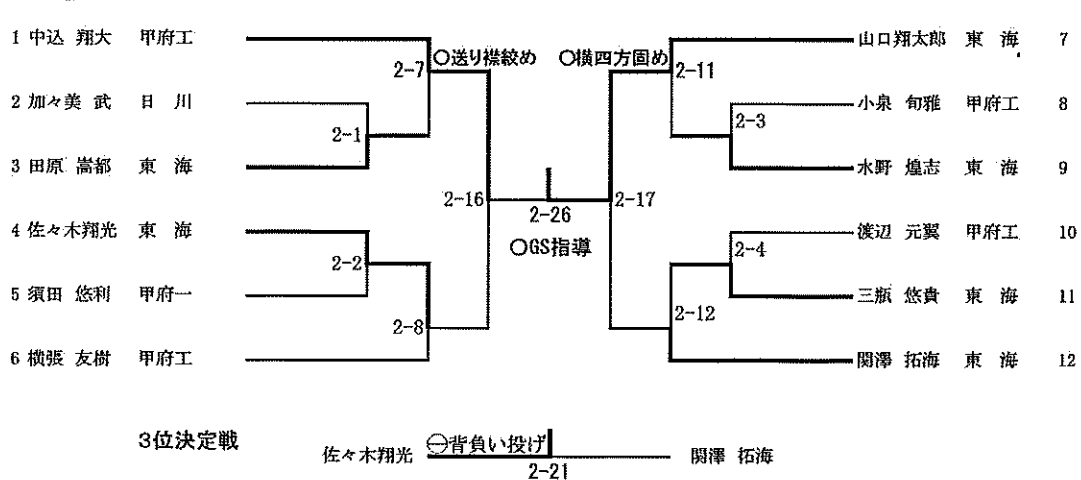 1 中込 翔大 甲府工
山口翔太郎 東 海 7
2-7
○送り襟絞め
○横四方固め
2-11
2 加々美 武 日 川
小泉 旬雅 甲府工 8
2-1
2-3
3 田原 嵩都 東 海
水野 煌志 東 海 9
2-16
2-26
2-17
4 佐々木翔光 東 海
渡辺 元翼 甲府工 10
2-2
○GS指導
2-4
5 須田 悠利 甲府一
三瓶 悠貴 東 海 11
2-8
2-12
6 横張 友樹 甲府工
関澤 拓海 東 海 12
3位決定戦
佐々木翔光
㊀背負い投げ
関澤 拓海
2-21